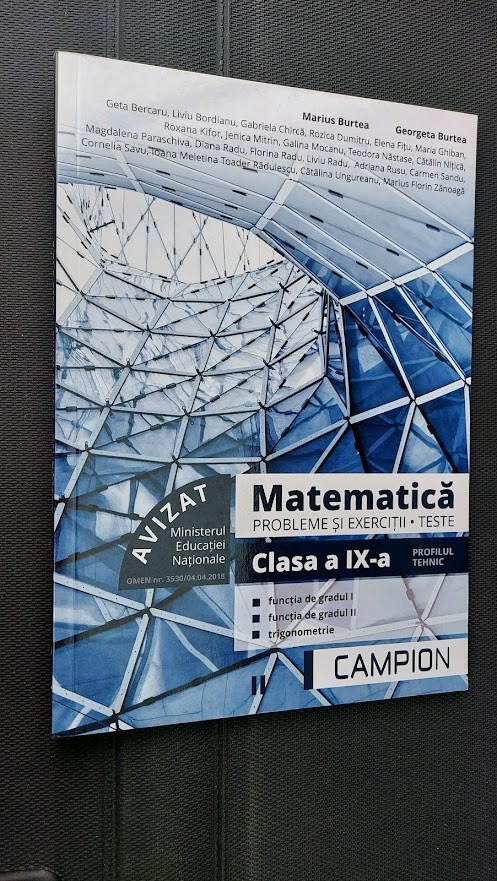 Marius Burtea Georgeta Burtea
Geta Bercaru, Liviu Bordianu, Gabriela Chircă, Rozica Dumitru, Elena Fițu, Maria Ghiban,
Roxana Kifor, Jenica Mitrin, Galina Mocanu, Teodora Năstase, Cătălin Nițică,
Magdalena Paraschiva, Diana Radu, Florina Radu, Liviu Radu, Adriana Rusu, Carmen Sandu,
Cornelia Savu, Ioana Meletina Toader Rădulescu, Cătălina Ungureanu, Marius Florin Zănoagă
AVIZAT
Ministerul
Educației
Naționale
OMEN nr. 3530/04.04.2018
Matematică
PROBLEME ȘI EXERCIȚII • TESTE
Clasa a IX-a
PROFILUL
TEHNIC
funcția de gradul I
funcția de gradul II
trigonometrie
II
CAMPION